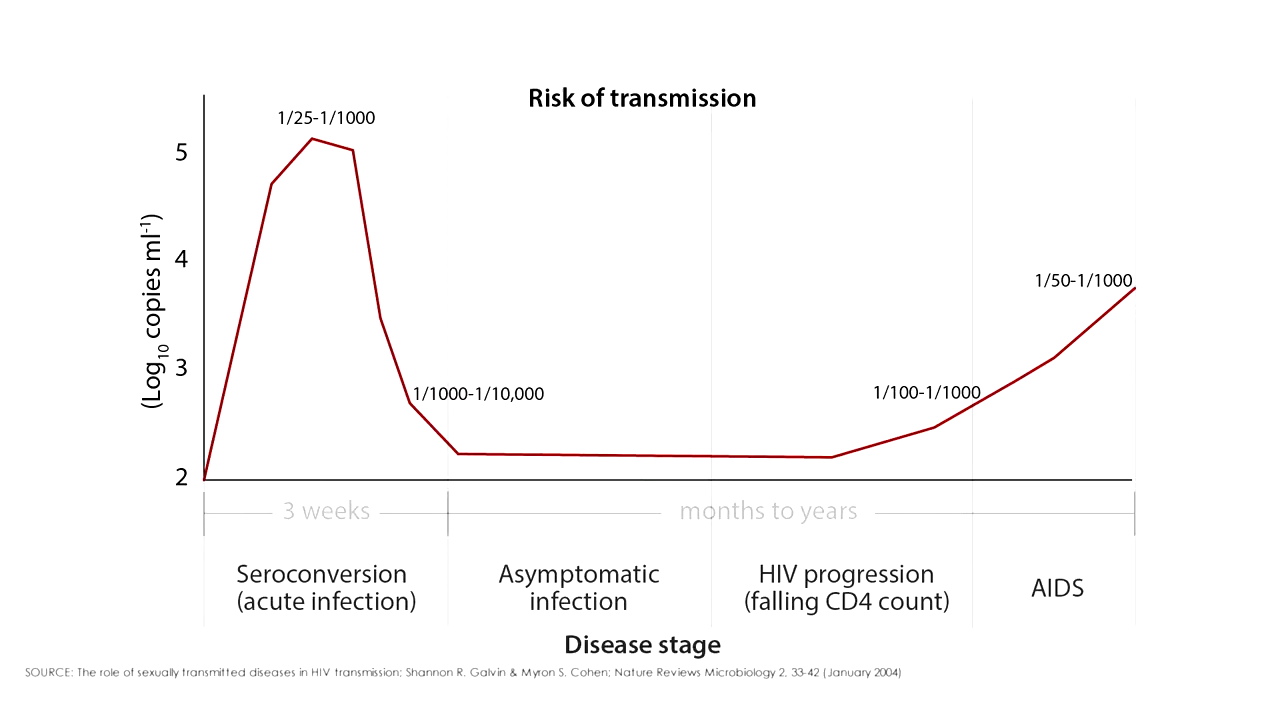 Risk of transmission
1/25-1/1000
5
4
3
2
(Log10 copies ml-1)
1/1000-1/10,000
1/100-1/1000
1/50-1/1000
3 weeks
months to years
Seroconversion
(acute infection)
Asymptomatic
infection
HIV progression
(falling CD4 count)
AIDS
Disease stage
SOURCE: The role of sexually transmitted diseases in HIV transmission; Shannon R. Galvin & Myron S. Cohen; Nature Reviews Microbiology 2, 33-42 (January 2004)